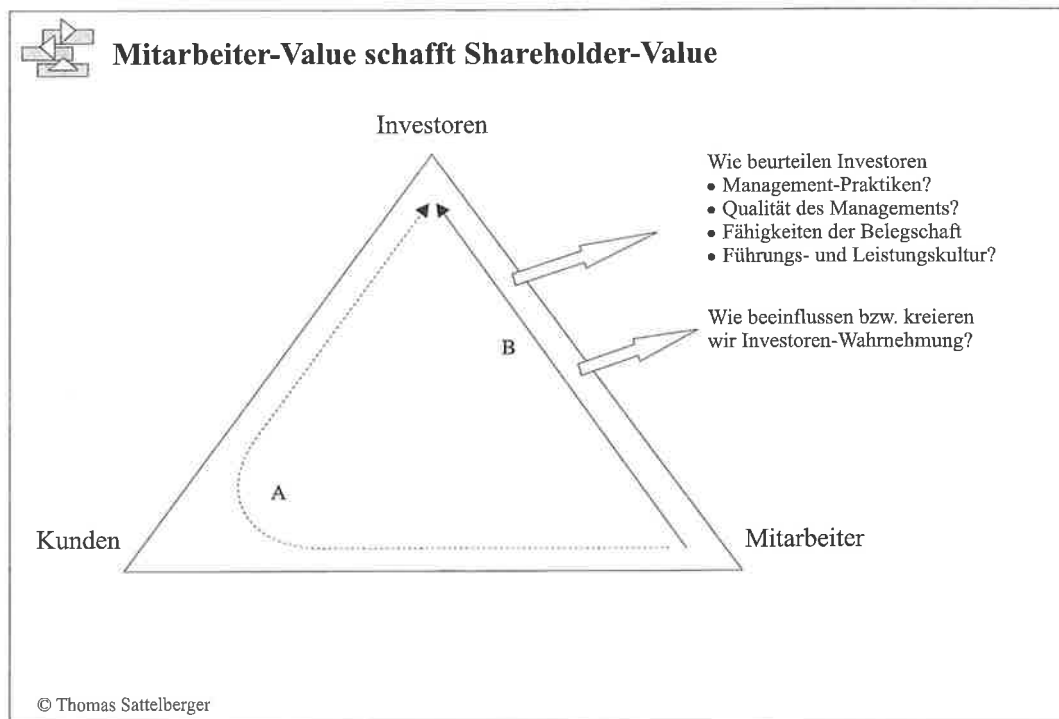 Mitarbeiter-Value schafft Shareholder-Value
Investoren
Wie beurteilen Investoren
• Management-Praktiken?
• Qualität des Managements?
• Fähigkeiten der Belegschaft
• Führungs- und Leistungskultur?
Wie beeinflussen bzw. kreieren
wir Investoren-Wahrnehmung?
B
A
Kunden
Mitarbeiter
© Thomas Sattelberger